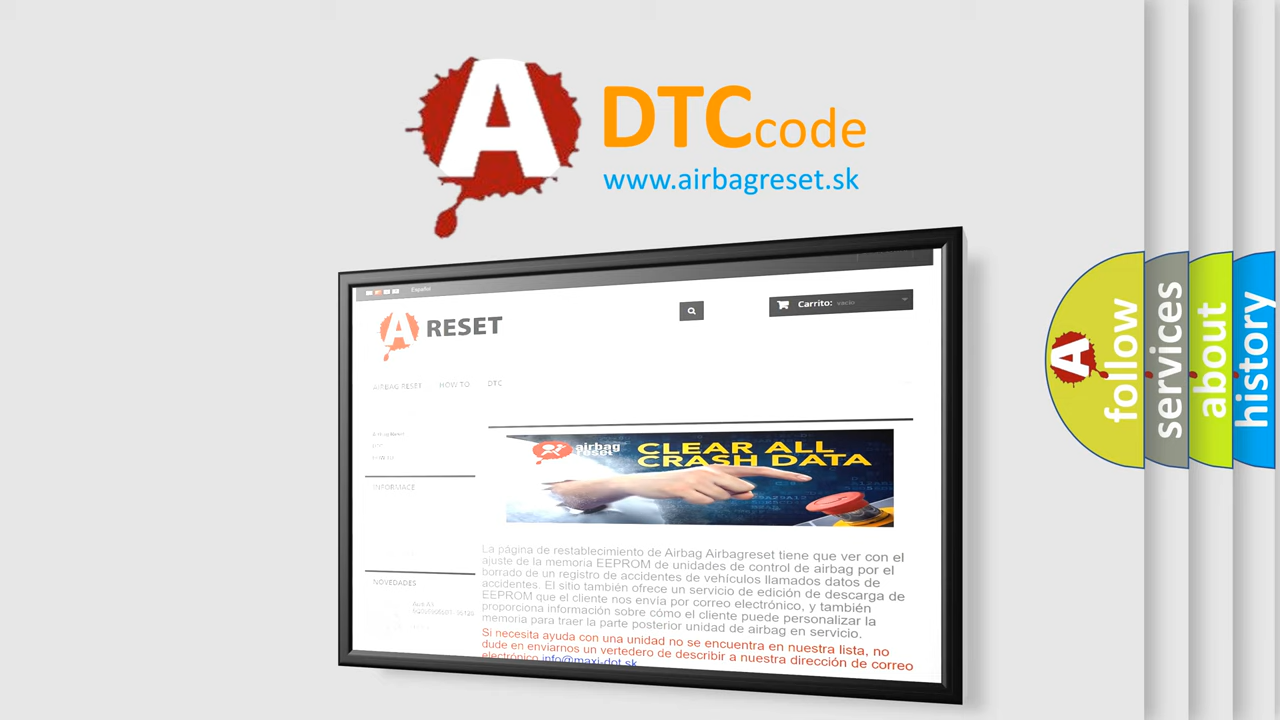 A
DTCcode
www.airbagreset.sk
Español
A RESET
Carrito: vacío
AIRBAG RESET HOW TO DTC
HOW TO
INFORMACE
airbag
reset
CLEAR ALL
CRASH DATA
NOVEDADES
La página de restablecimiento de Airbag Airbagreset tiene que ver con el
ajuste de la memoria EEPROM de unidades de control de airbag por el
borrado de un registro de accidentes de vehículos llamados datos de
accidentes. El sitio también ofrece un servicio de edición de descarga de
EEPROM que el cliente nos envía por correo electrónico, y también
proporciona información sobre cómo el cliente puede personalizar la
memoria para traer la parte posterior unidad de airbag en servicio.
Si necesita ayuda con una unidad no se encuentra en nuestra lista, no
dude en enviarnos un vertedero de describir a nuestra dirección de correo
electrónico info@maxi-dot.sk
A
follow
services
about
history